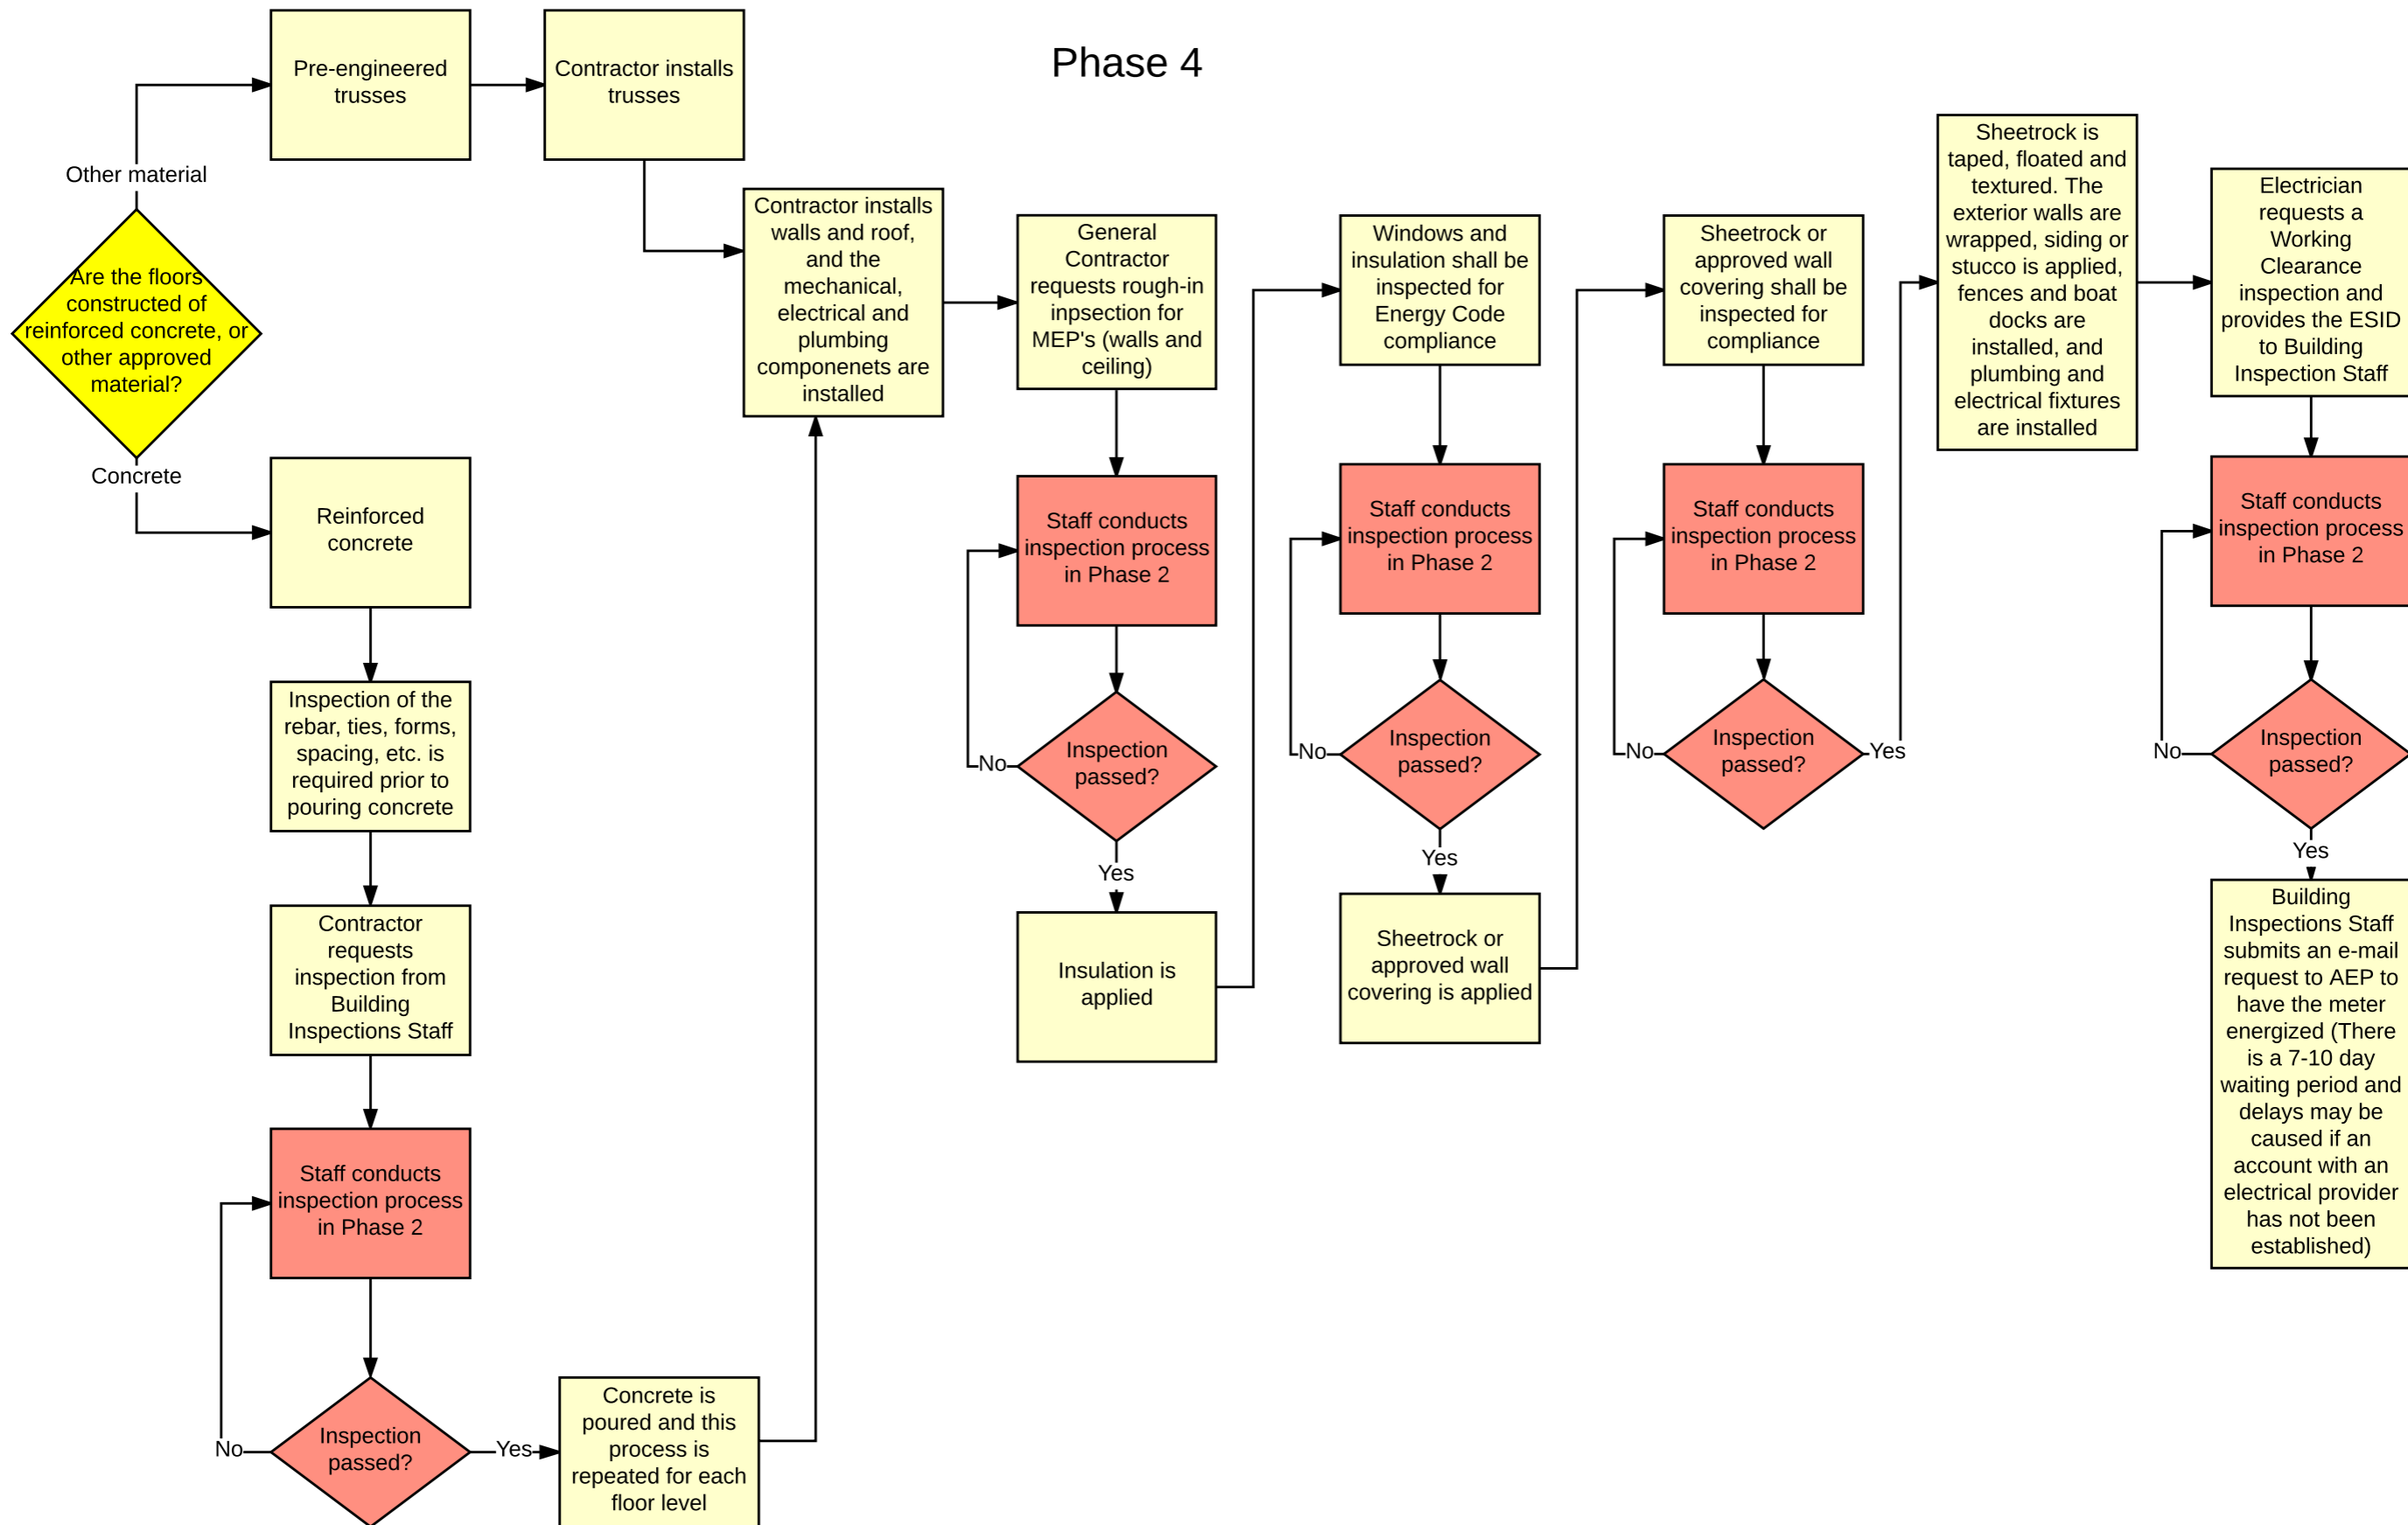 Phase 4
Are the floors
constructed of
reinforced concrete, or
other approved
material?
Other material
Pre-engineered
trusses
Contractor installs
trusses
Concrete
Reinforced
concrete
Inspection of the
rebar, ties, forms,
spacing, etc. is
required prior to
pouring concrete
Contractor
requests
inspection from
Building
Inspections Staff
Staff conducts
inspection process
in Phase 2
Inspection
passed?
No
Yes
Concrete is
poured and this
process is
repeated for each
floor level
Contractor installs
walls and roof,
and the
mechanical,
electrical and
plumbing
componenets are
installed
General
Contractor
requests rough-in
inpsection for
MEP's (walls and
ceiling)
Staff conducts
inspection process
in Phase 2
Inspection
passed?
No
Yes
Insulation is
applied
Windows and
insulation shall be
inspected for
Energy Code
compliance
Staff conducts
inspection process
in Phase 2
Inspection
passed?
No
Yes
Sheetrock or
approved wall
covering is applied
Sheetrock or
approved wall
covering shall be
inspected for
compliance
Staff conducts
inspection process
in Phase 2
Inspection
passed?
No
Yes
Sheetrock is
taped, floated and
textured. The
exterior walls are
wrapped, siding or
stucco is applied,
fences and boat
docks are
installed, and
plumbing and
electrical fixtures
are installed
Electrician
requests a
Working
Clearance
inspection and
provides the ESID
to Building
Inspection Staff
Staff conducts
inspection process
in Phase 2
Inspection
passed?
No
Yes
Building
Inspections Staff
submits an e-mail
request to AEP to
have the meter
energized (There
is a 7-10 day
waiting period and
delays may be
caused if an
account with an
electrical provider
has not been
established)